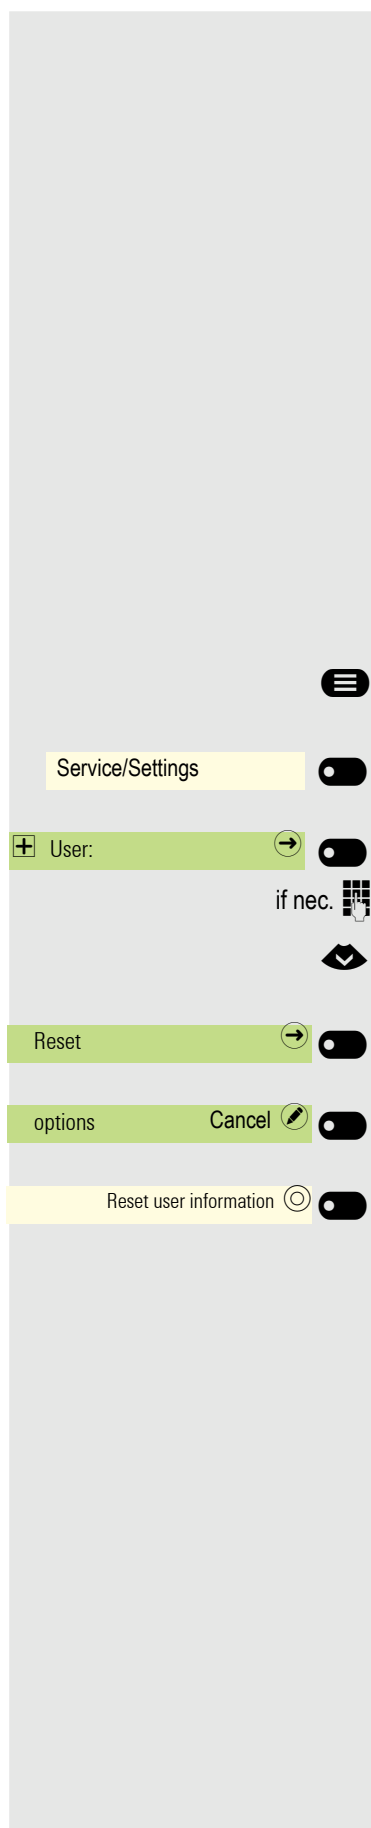 Service/Settings
User:
if nec.
Reset
options Cancel
Reset user information